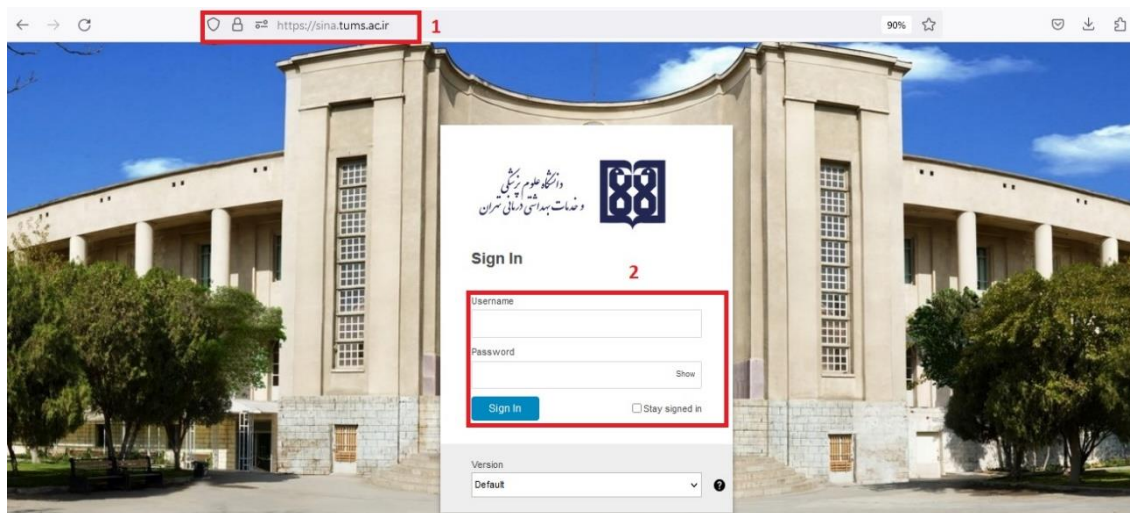 https://sina.tums.ac.ir
1
90%
دانشگاه علوم پزشکی
و خدمات بهداشتی درمانی تهران
Sign In
2
Username
Password
Show
Sign In
Stay signed in
Version
Default